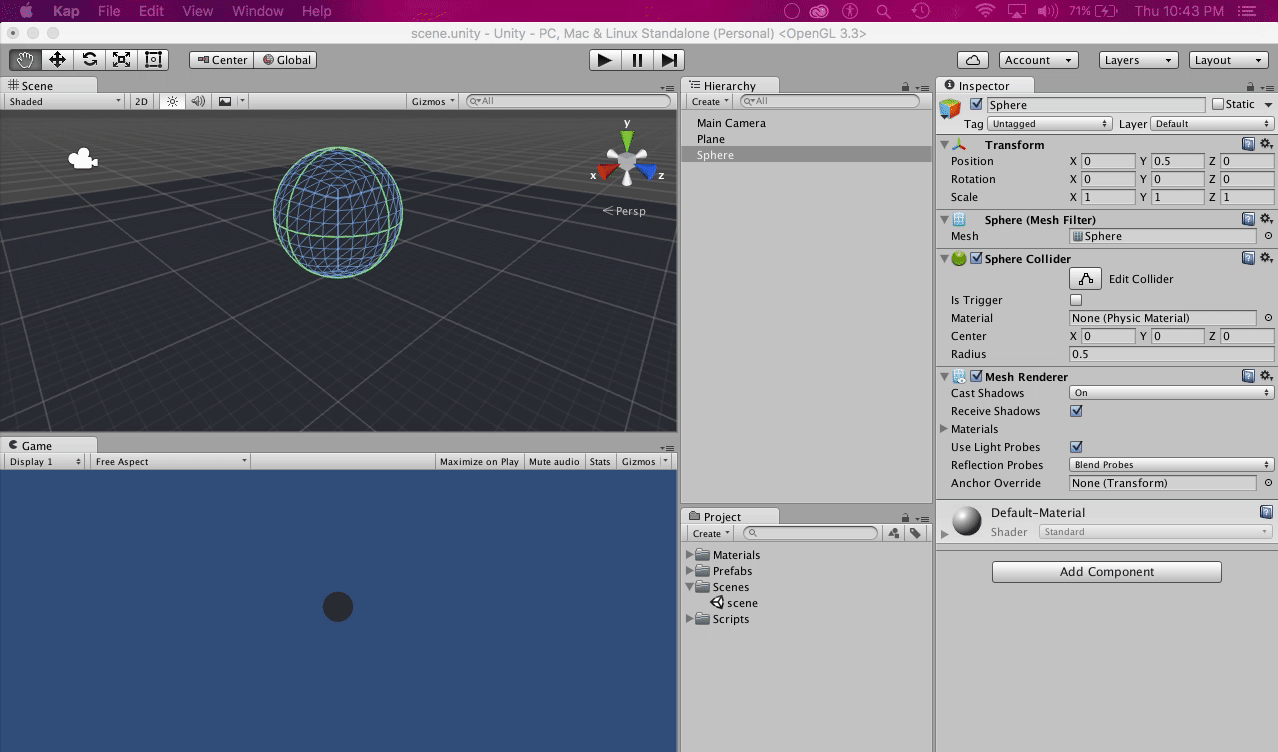 Kap File Edit View Window Help 71% Thu 10:43 PM
scene.unity - Unity - PC, Mac & Linux Standalone (Personal) <OpenGL 3.3>
Center Global Account Layers Layout
Scene
Shaded 2D Gizmos All
y
x z
Persp
Game
Display 1 Free Aspect Maximize on Play Mute audio Stats Gizmos
Hierarchy
Create All
Main Camera
Plane
Sphere
Project
Create
Materials
Prefabs
Scenes
scene
Scripts
Inspector
Sphere Static
Tag Untagged Layer Default
Transform
Position X 0 Y 0.5 Z 0
Rotation X 0 Y 0 Z 0
Scale X 1 Y 1 Z 1
Sphere (Mesh Filter)
Mesh Sphere
Sphere Collider
Edit Collider
Is Trigger
Material None (Physic Material)
Center X 0 Y 0 Z 0
Radius 0.5
Mesh Renderer
Cast Shadows On
Receive Shadows
Materials
Use Light Probes
Reflection Probes Blend Probes
Anchor Override None (Transform)
Default-Material
Shader Standard
Add Component